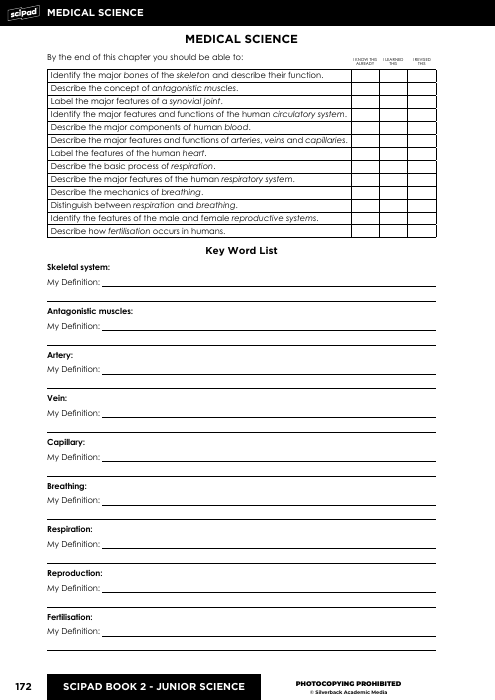 scipad MEDICAL SCIENCE
MEDICAL SCIENCE
By the end of this chapter you should be able to:
I KNOW THIS ALREADY
I LEARNED THIS
I REVISED THIS
Identify the major bones of the skeleton and describe their function.
Describe the concept of antagonistic muscles.
Label the major features of a synovial joint.
Identify the major features and functions of the human circulatory system.
Describe the major components of human blood.
Describe the major features and functions of arteries, veins and capillaries.
Label the features of the human heart.
Describe the basic process of respiration.
Describe the major features of the human respiratory system.
Describe the mechanics of breathing.
Distinguish between respiration and breathing.
Identify the features of the male and female reproductive systems.
Describe how fertilisation occurs in humans.
Key Word List
Skeletal system:
My Definition:
Antagonistic muscles:
My Definition:
Artery:
My Definition:
Vein:
My Definition:
Capillary:
My Definition:
Breathing:
My Definition:
Respiration:
My Definition:
Reproduction:
My Definition:
Fertilisation:
My Definition:
172 SCIPAD BOOK 2 - JUNIOR SCIENCE
PHOTOCOPYING PROHIBITED
© Silverback Academic Media